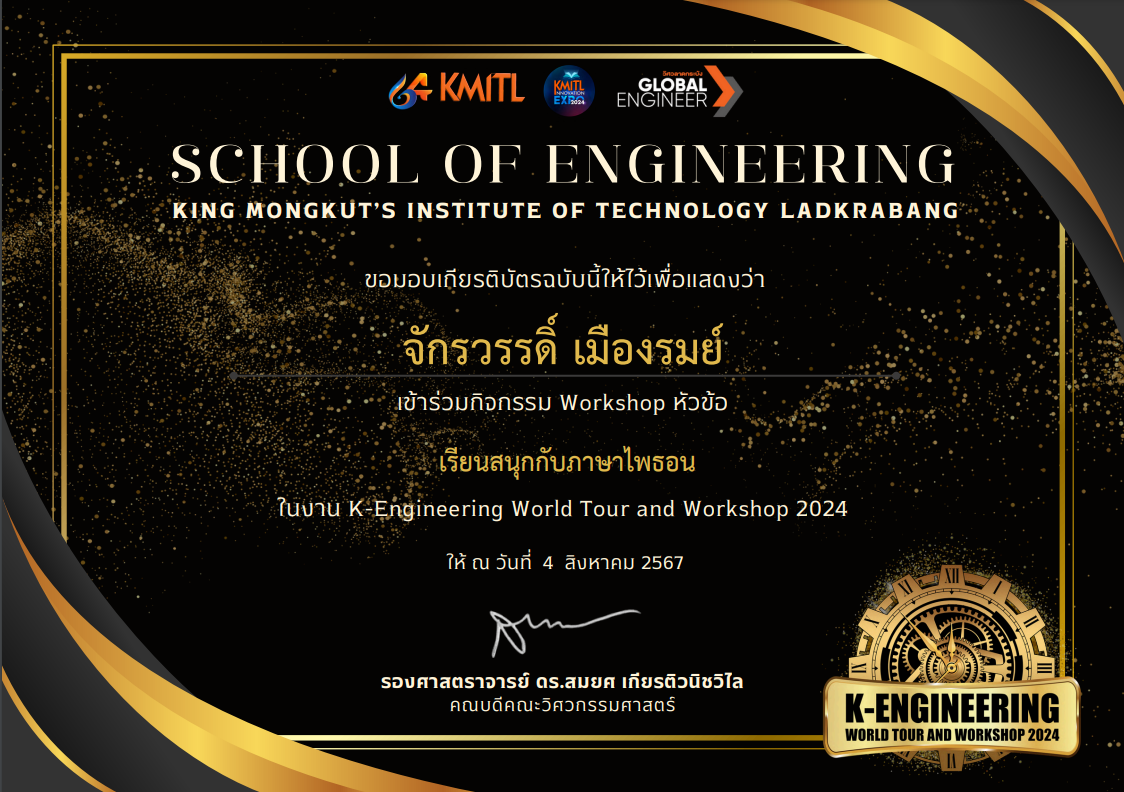 64 KMITL
KMITL
INNOVATION
EXPO
2024
วิศวลาดกระบัง
GLOBAL
ENGINEER
SCHOOL OF ENGINEERING
KING MONGKUT'S INSTITUTE OF TECHNOLOGY LADKRABANG
ขอมอบเกียรติบัตรฉบับนี้ให้ไว้เพื่อแสดงว่า
จักรวรรดิ์ เมืองรมย์
เข้าร่วมกิจกรรม Workshop หัวข้อ
เรียนสนุกกับภาษาไพธอน
ในงาน K-Engineering World Tour and Workshop 2024
ให้ ณ วันที่ 4 สิงหาคม 2567
รองศาสตราจารย์ ดร.สมยศ เกียรติวนิชวิไล
คณบดีคณะวิศวกรรมศาสตร์
K-ENGINEERING
WORLD TOUR AND WORKSHOP 2024